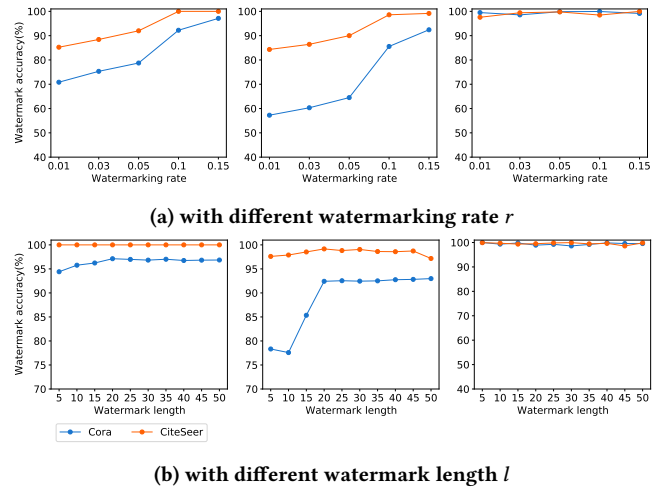 Watermark accuracy(%)
100 90 80 70 60 50 40
0.01 0.03 0.05 0.1 0.15
Watermarking rate
100 90 80 70 60 50 40
0.01 0.03 0.05 0.1 0.15
Watermarking rate
100 90 80 70 60 50 40
0.01 0.03 0.05 0.1 0.15
Watermarking rate
(a) with different watermarking rate r
Watermark accuracy(%)
100 95 90 85 80 75 70
5 10 15 20 25 30 35 40 45 50
Watermark length
100 95 90 85 80 75 70
5 10 15 20 25 30 35 40 45 50
Watermark length
100 90 80 70 60 50 40
5 10 15 20 25 30 35 40 45 50
Watermark length
Cora CiteSeer
(b) with different watermark length l